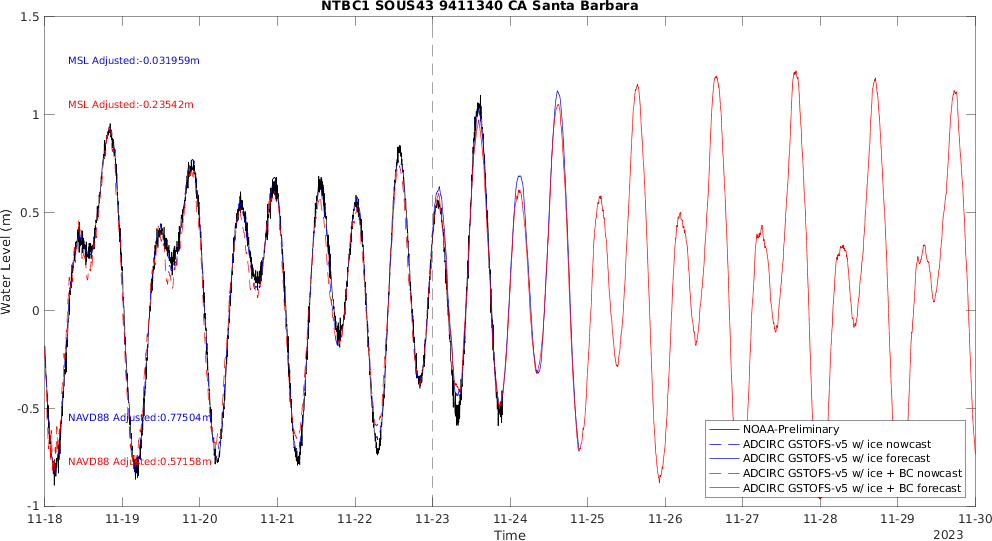 NTBC1 SOUS43 9411340 CA Santa Barbara
1.5
1
0.5
0
-0.5
-1
Water Level (m)
MSL Adjusted:-0.031959m
MSL Adjusted:-0.23542m
NAVD88 Adjusted:0.77504m
NAVD88 Adjusted:0.57158m
NOAA-Preliminary
ADCIRC GSTOFS-v5 w/ ice nowcast
ADCIRC GSTOFS-v5 w/ ice forecast
ADCIRC GSTOFS-v5 w/ ice + BC nowcast
ADCIRC GSTOFS-v5 w/ ice + BC forecast
11-18 11-19 11-20 11-21 11-22 11-23 11-24 11-25 11-26 11-27 11-28 11-29 11-30
Time
2023